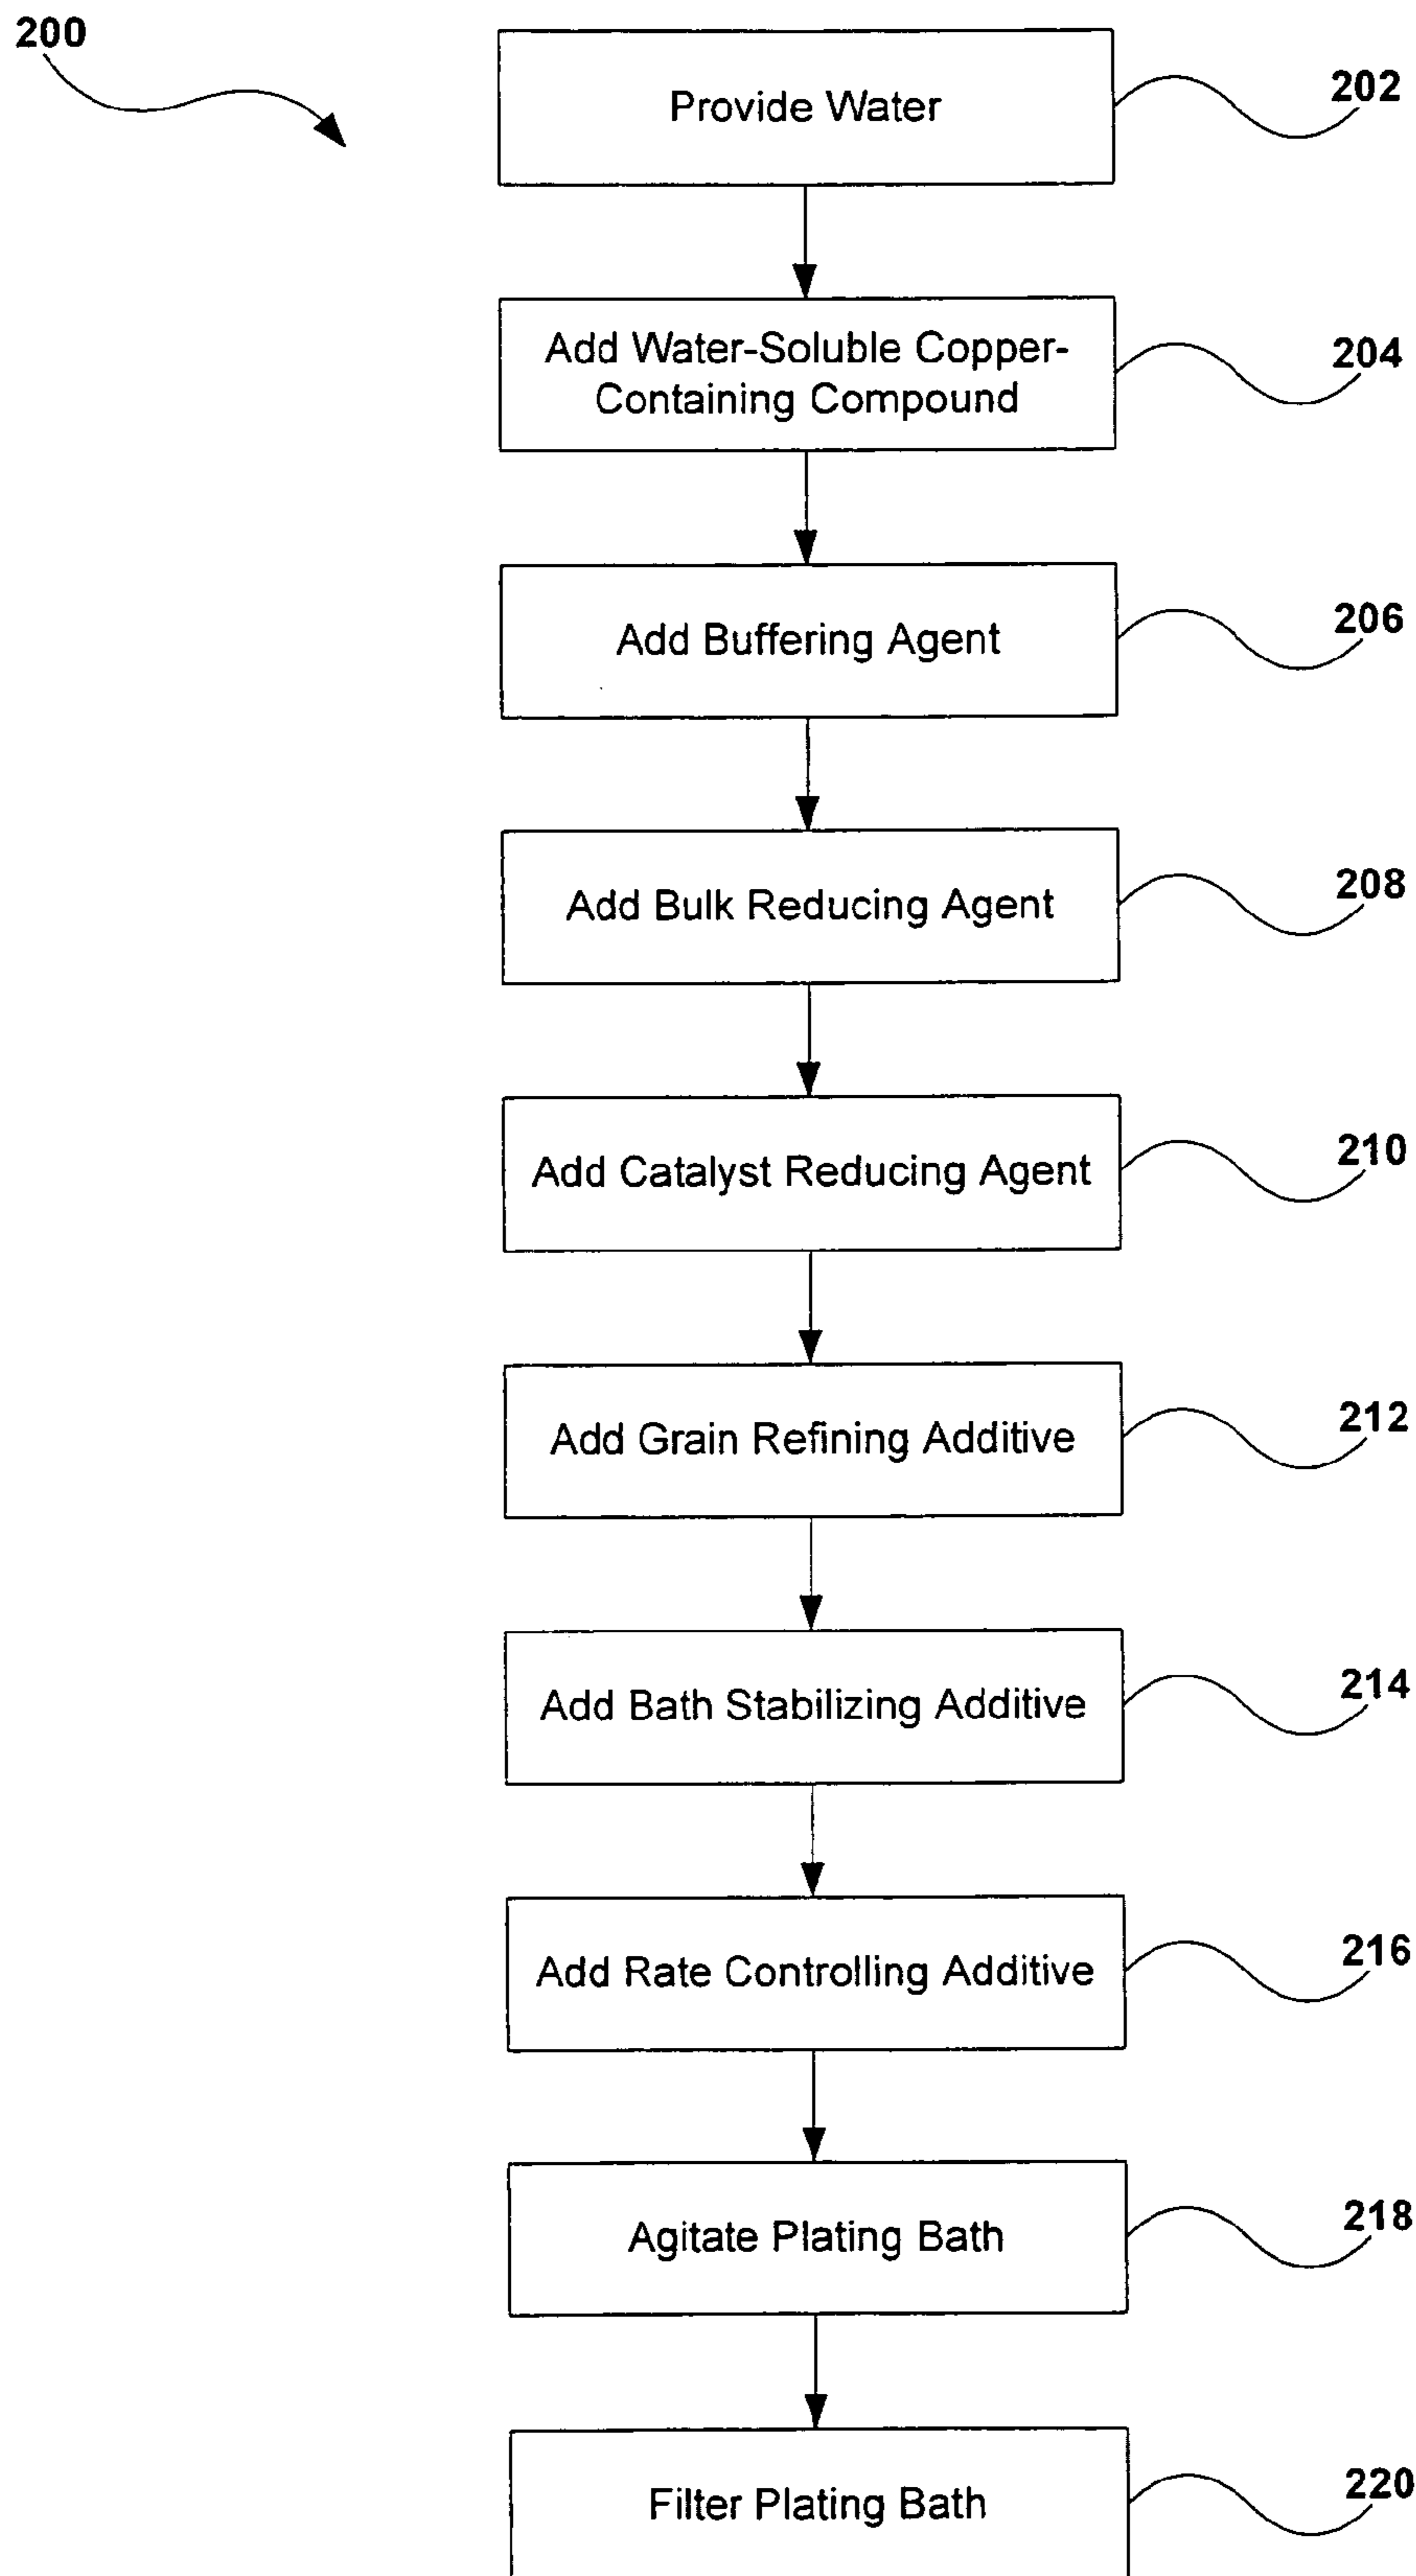 200
Provide Water
202
Add Water-Soluble Copper-
Containing Compound
204
Add Buffering Agent
206
Add Bulk Reducing Agent
208
Add Catalyst Reducing Agent
210
Add Grain Refining Additive
212
Add Bath Stabilizing Additive
214
Add Rate Controlling Additive
216
Agitate Plating Bath
218
Filter Plating Bath
220